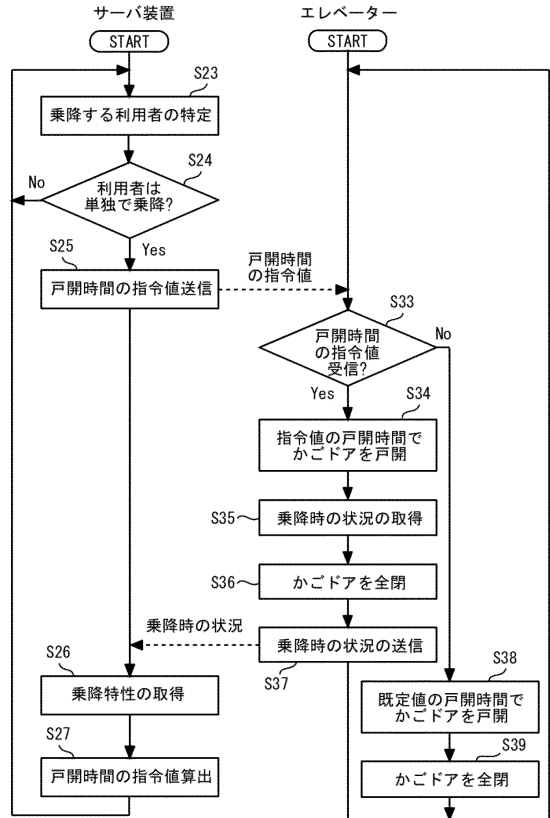 サーバ装置
エレベーター
START
START
S23
乗降する利用者の特定
S24
No
利用者は
単独で乗降?
Yes
S25
戸開時間の指令値送信
戸開時間
の指令値
S33
戸開時間
の指令値
受信?
No
Yes
S34
指令値の戸開時間で
かごドアを戸開
S35
乗降時の状況の取得
S36
かごドアを全閉
乗降時の状況
乗降時の状況の送信
S37
S26
乗降特性の取得
S38
既定値の戸開時間で
かごドアを戸開
S27
戸開時間の指令値算出
S39
かごドアを全閉